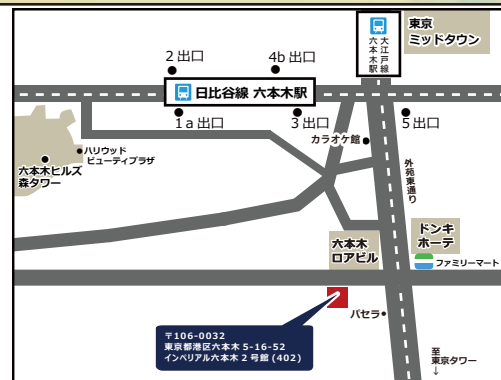 大江戸線
六本木駅
東京
ミッドタウン
2 出口
4b 出口
日比谷線 六本木駅
1a 出口
3 出口
5 出口
カラオケ館
ハリウッド
ビューティプラザ
六本木ヒルズ
森タワー
外苑東通り
六本木
ロアビル
ドンキ
ホーテ
ファミリーマート
パセラ
〒106-0032
東京都港区六本木 5-16-52
インペリアル六本木 2 号館 (402)
至
東京タワー
↓